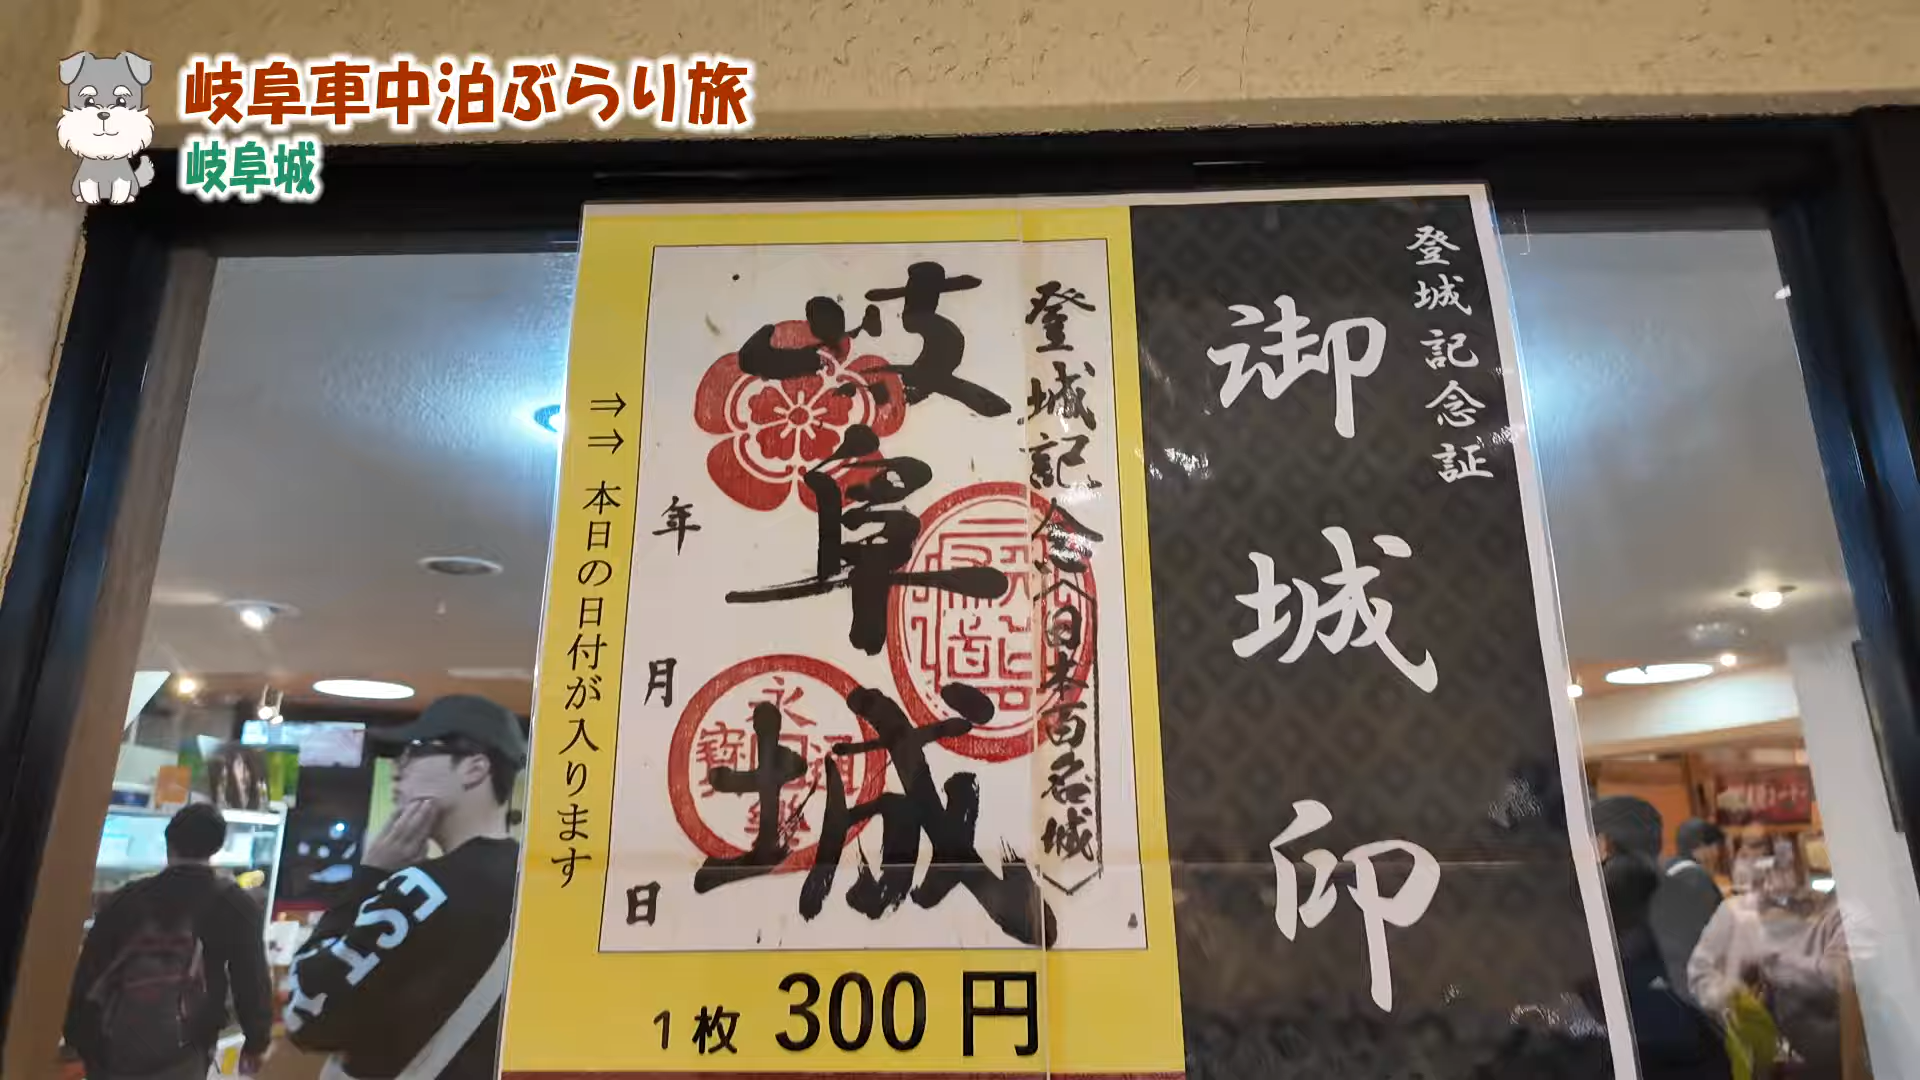 岐阜車中泊ぶらり旅
岐阜城
登城記念証
御城印
登城記念
日本百名城
岐阜城
年
月
日
⇒⇒ 本日の日付が入ります
1枚 300円